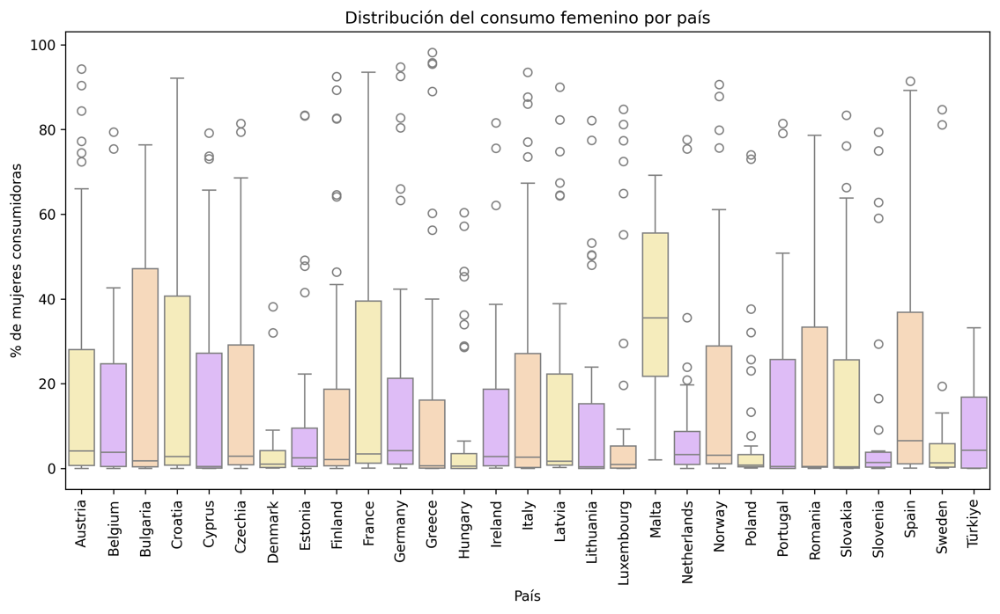 Distribución del consumo femenino por país
% de mujeres consumidoras
100
80
60
40
20
0
Austria
Belgium
Bulgaria
Croatia
Cyprus
Czechia
Denmark
Estonia
Finland
France
Germany
Greece
Hungary
Ireland
Italy
Latvia
Lithuania
Luxembourg
Malta
Netherlands
Norway
Poland
Portugal
Romania
Slovakia
Slovenia
Spain
Sweden
Türkiye
País